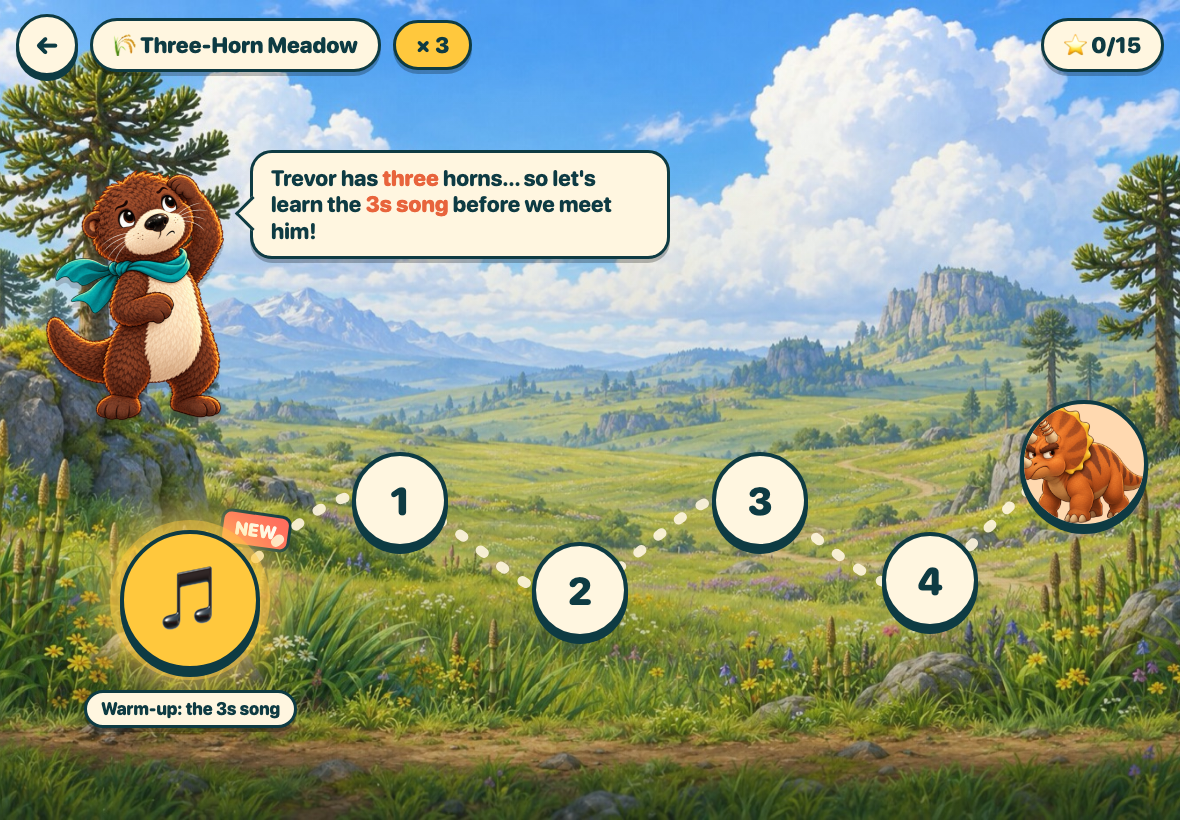 Three-Horn Meadow
× 3
0/15
Trevor has three horns... so let's
learn the 3s song before we meet
him!
NEW
1
2
3
4
Warm-up: the 3s song